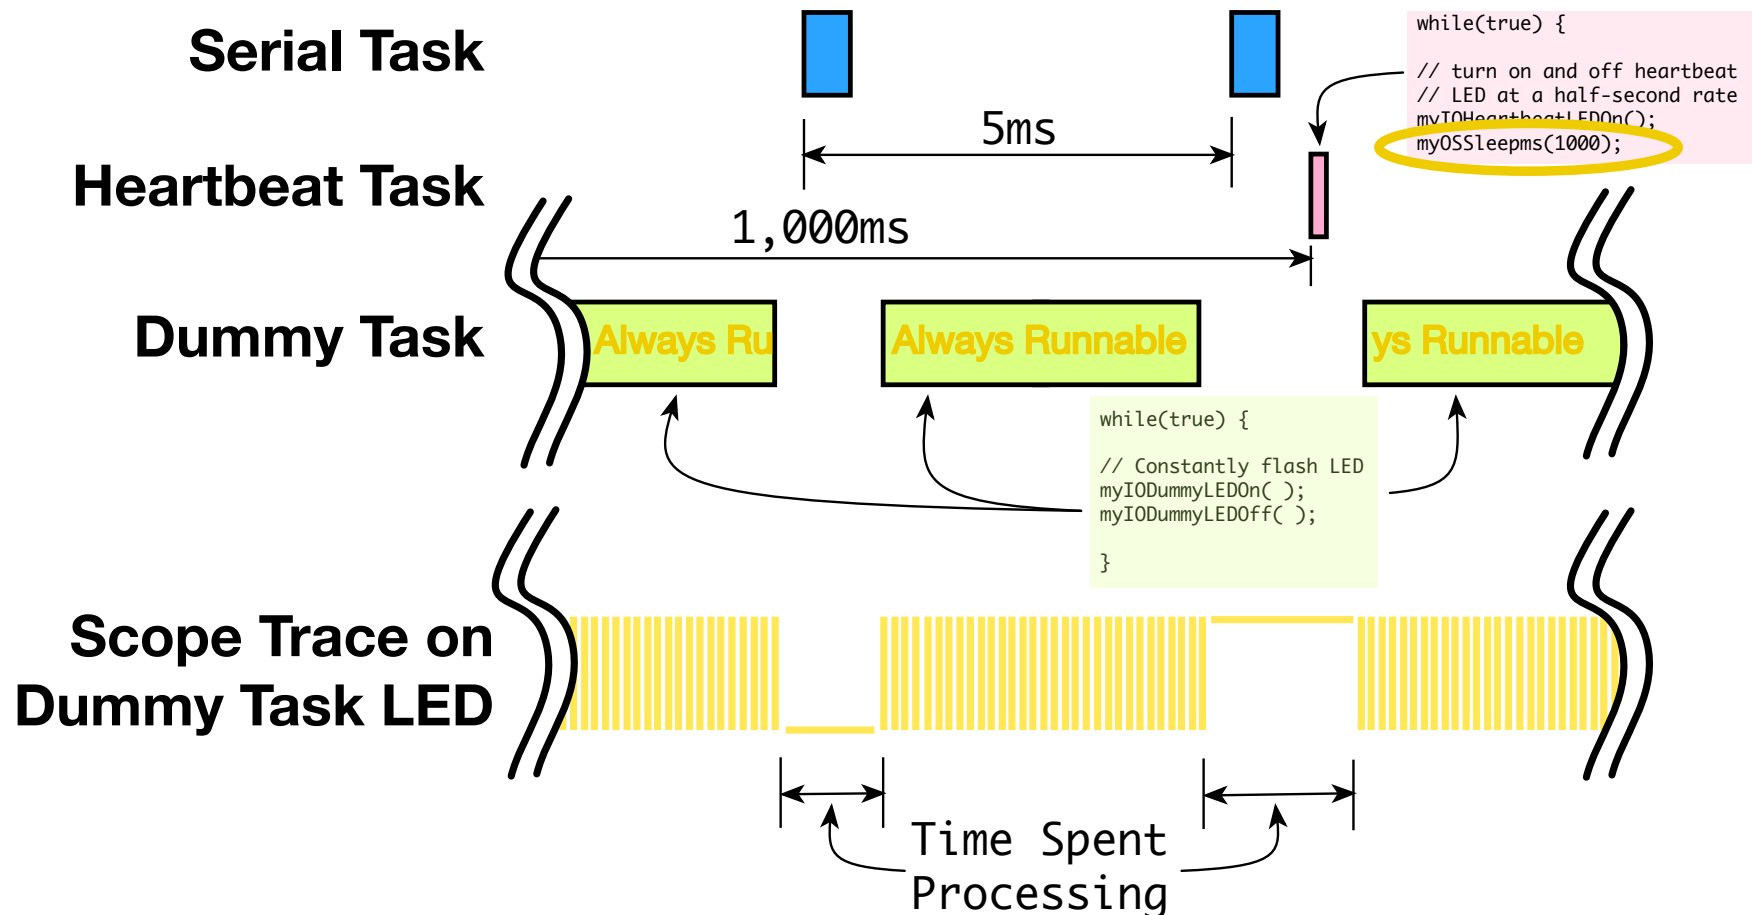 Serial Task
while(true) {
// turn on and off heartbeat
// LED at a half-second rate
myIOHeartbeatLEDOn();
myOSSleepms(1000);
5ms
Heartbeat Task
1,000ms
Dummy Task
Always Ru
Always Runnable
ys Runnable
while(true) {
// Constantly flash LED
myIODummyLEDOn( );
myIODummyLEDOff( );
}
Scope Trace on
Dummy Task LED
Time Spent
Processing